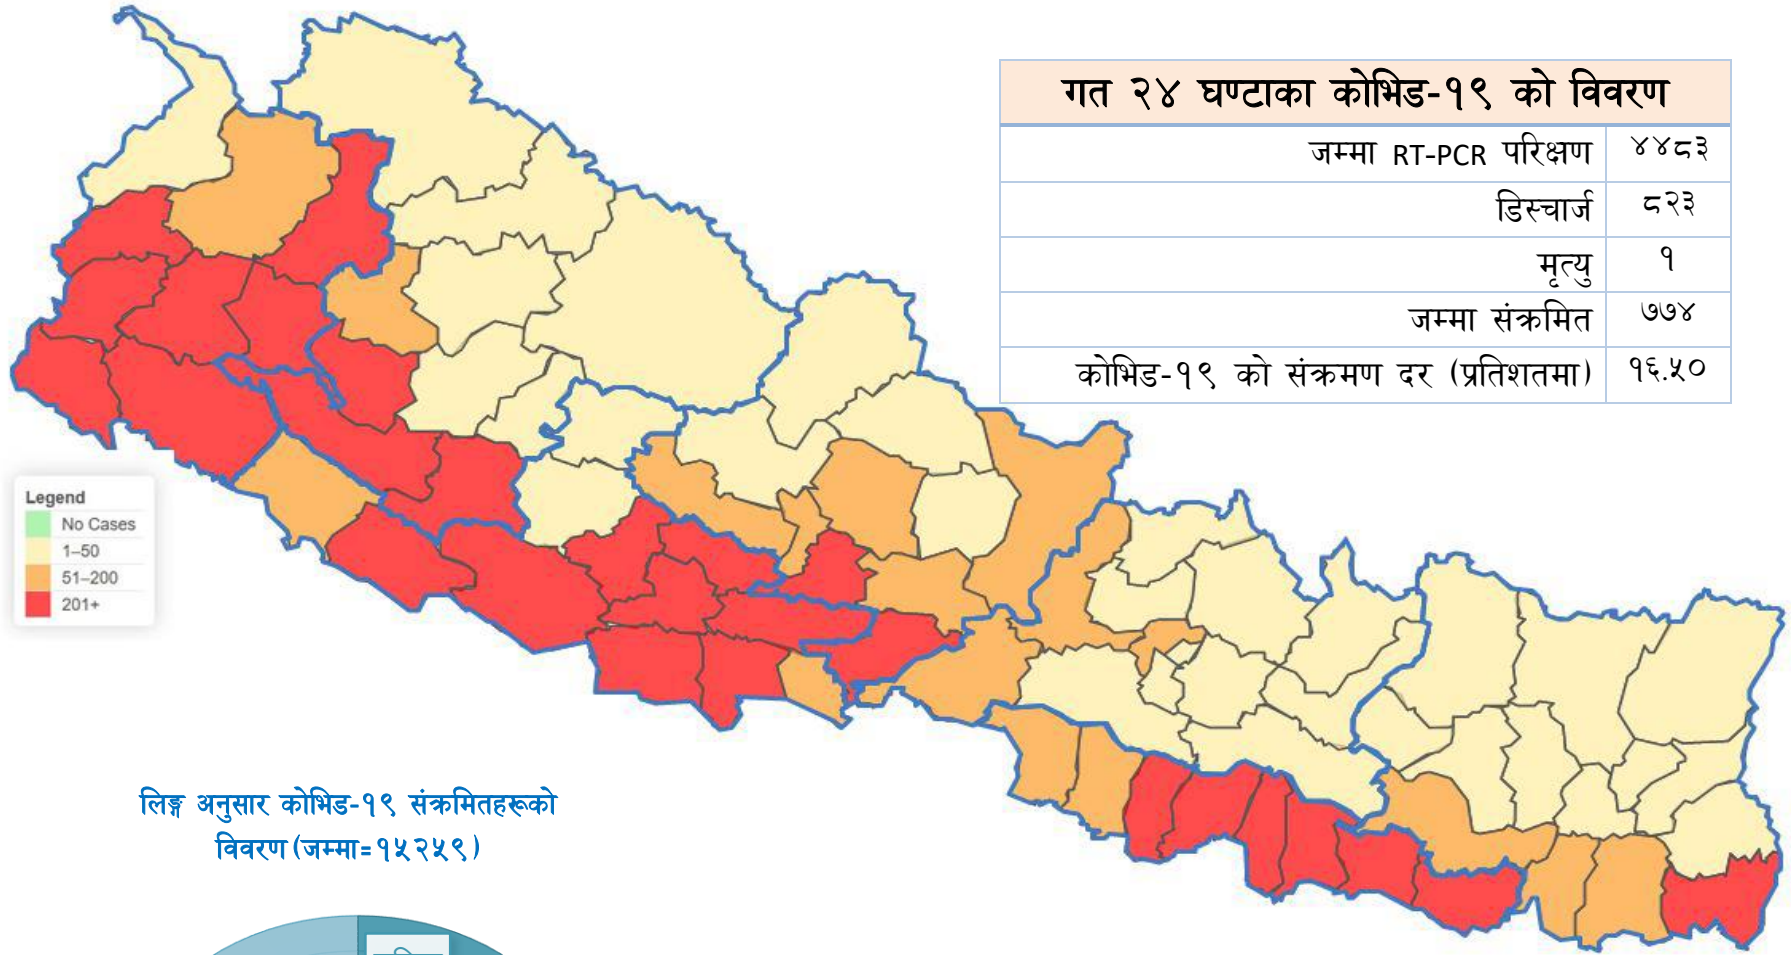 गत २४ घण्टाका कोभिड-१९ को विवरण
जम्मा RT-PCR परिक्षण ४४८३
डिस्चार्ज ८२३
मृत्यु १
जम्मा संक्रमित ७७४
कोभिड-१९ को संक्रमण दर (प्रतिशतमा) १६.५०
Legend
No Cases
1–50
51–200
201+
लिङ्ग अनुसार कोभिड-१९ संक्रमितहरूको
विवरण (जम्मा=१५२५९)